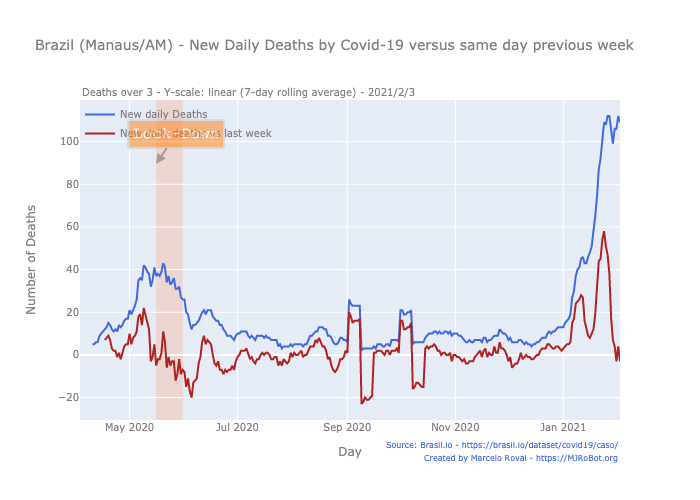 Brazil (Manaus/AM) - New Daily Deaths by Covid-19 versus same day previous week
Deaths over 3 - Y-scale: linear (7-day rolling average) - 2021/2/3
New daily Deaths
New daily deaths vs last week
Lock Down
100
80
60
40
20
0
−20
Number of Deaths
May 2020
Jul 2020
Sep 2020
Nov 2020
Jan 2021
Day
Source: Brasil.io - https://brasil.io/dataset/covid19/caso/
Created by Marcelo Rovai - https://MJRoBot.org